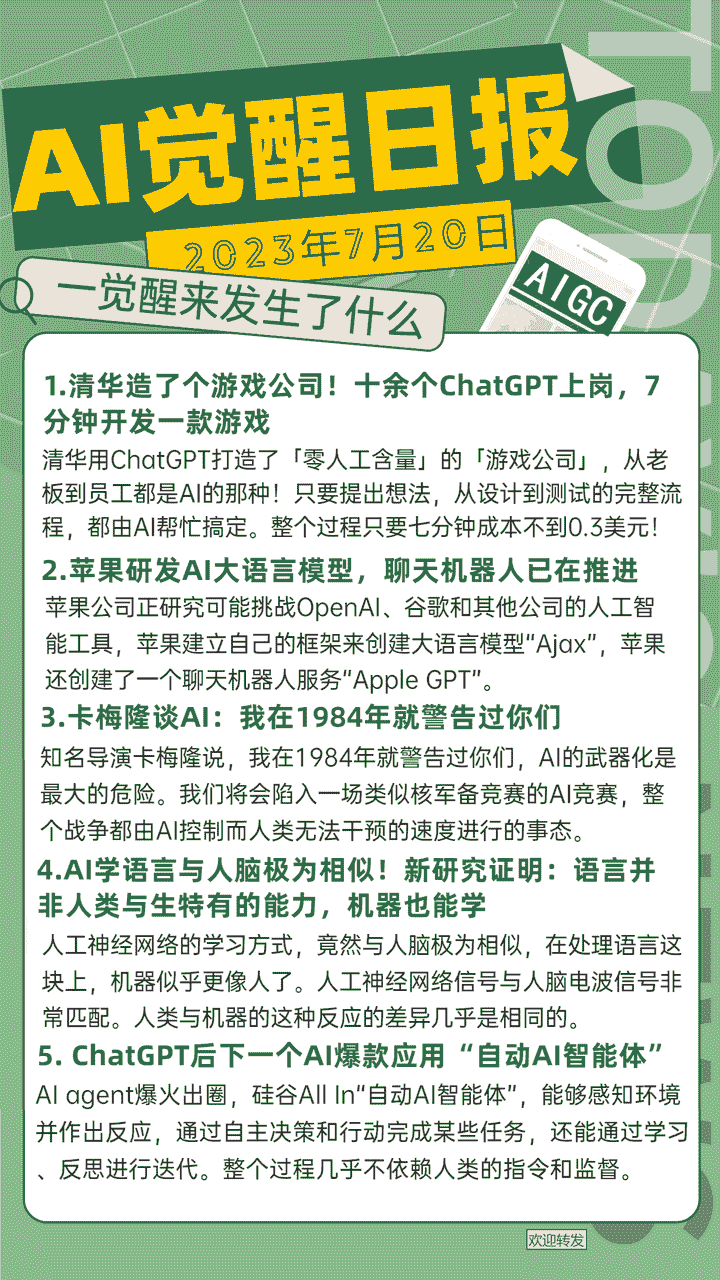 AI觉醒日报
2023年7月20日
一觉醒来发生了什么
AIGC
1.清华造了个游戏公司！十余个ChatGPT上岗，7
分钟开发一款游戏
清华用ChatGPT打造了「零人工含量」的「游戏公司」，从老
板到员工都是AI的那种！只要提出想法，从设计到测试的完整流
程，都由AI帮忙搞定。整个过程只要七分钟成本不到0.3美元！
2.苹果研发AI大语言模型，聊天机器人已在推进
苹果公司正研究可能挑战OpenAI、谷歌和其他公司的人工智
能工具，苹果建立自己的框架来创建大语言模型“Ajax”，苹果
还创建了一个聊天机器人服务“Apple GPT”。
3.卡梅隆谈AI：我在1984年就警告过你们
知名导演卡梅隆说，我在1984年就警告过你们，AI的武器化是
最大的危险。我们将会陷入一场类似核军备竞赛的AI竞赛，整
个战争都由AI控制而人类无法干预的速度进行的事态。
4.AI学语言与人脑极为相似！新研究证明：语言并
非人类与生特有的能力，机器也能学
人工神经网络的学习方式，竟然与人脑极为相似，在处理语言这
块上，机器似乎更像人了。人工神经网络信号与人脑电波信号非
常匹配。人类与机器的这种反应的差异几乎是相同的。
5. ChatGPT后下一个AI爆款应用“自动AI智能体”
AI agent爆火出圈，硅谷All In“自动AI智能体”，能够感知环境
并作出反应，通过自主决策和行动完成某些任务，还能通过学习
、反思进行迭代。整个过程几乎不依赖人类的指令和监督。
欢迎转发